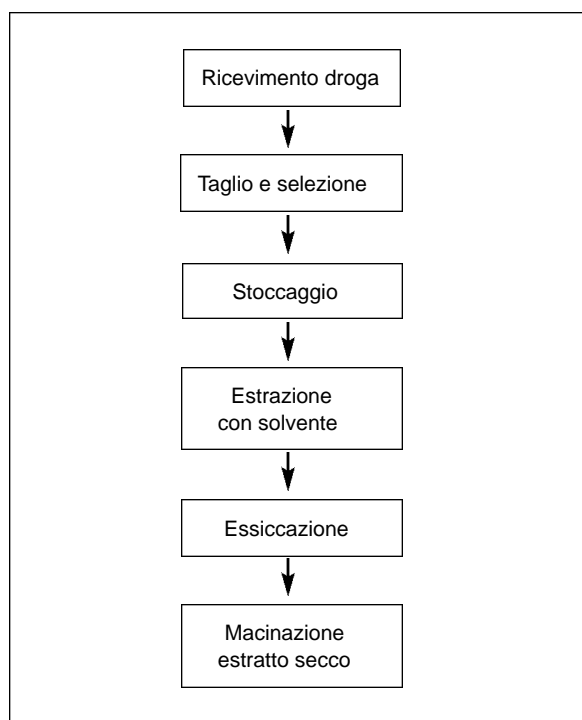 Ricevimento droga
Taglio e selezione
Stoccaggio
Estrazione
con solvente
Essiccazione
Macinazione
estratto secco